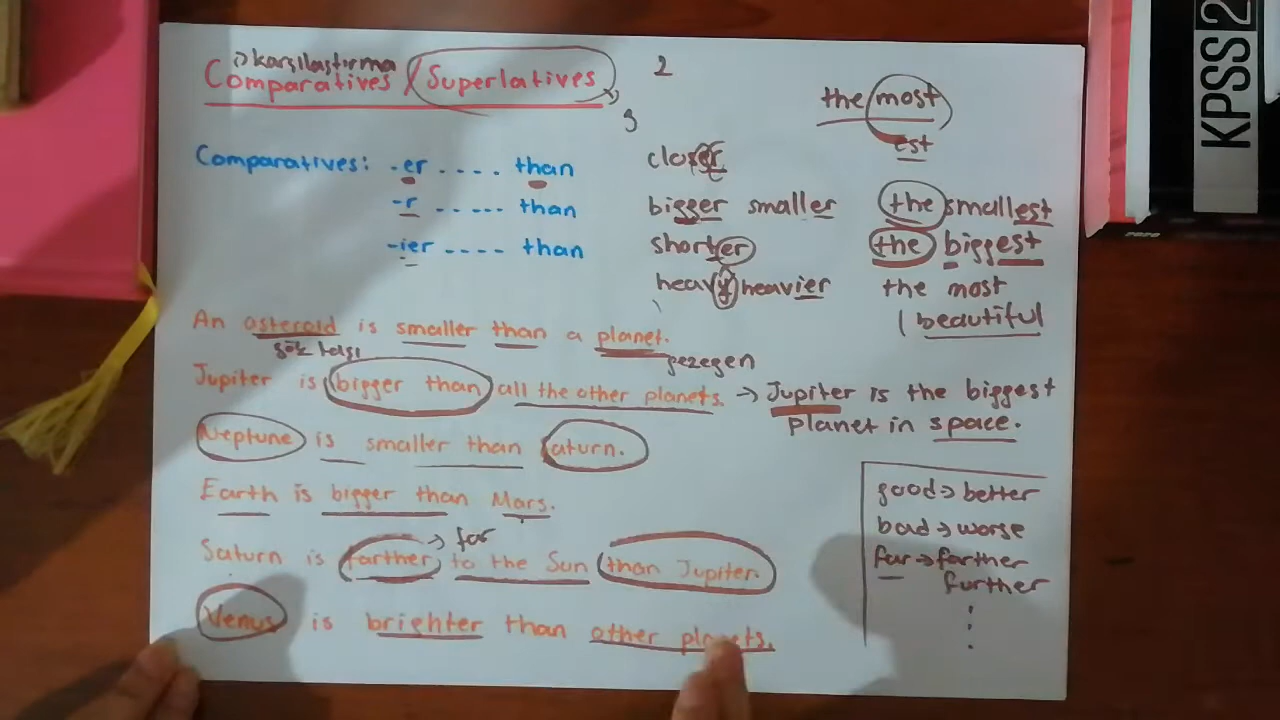 →karşılaştırma
Comparatives / Superlatives
2
3
the most
est
Comparatives: -er .... than
-r ..... than
-ier .... than
closer
bigger smaller
shorter
heavy heavier
the smallest
the biggest
the most
beautiful
An asteroid is smaller than a planet.
gök taşı
gezegen
Jupiter is bigger than all the other planets. → Jupiter is the biggest
planet in space.
Neptune is smaller than Saturn.
Earth is bigger than Mars.
→ far
Saturn is farther to the Sun than Jupiter.
Venus is brighter than other planets.
good → better
bad → worse
far → farther
further
KPSS2